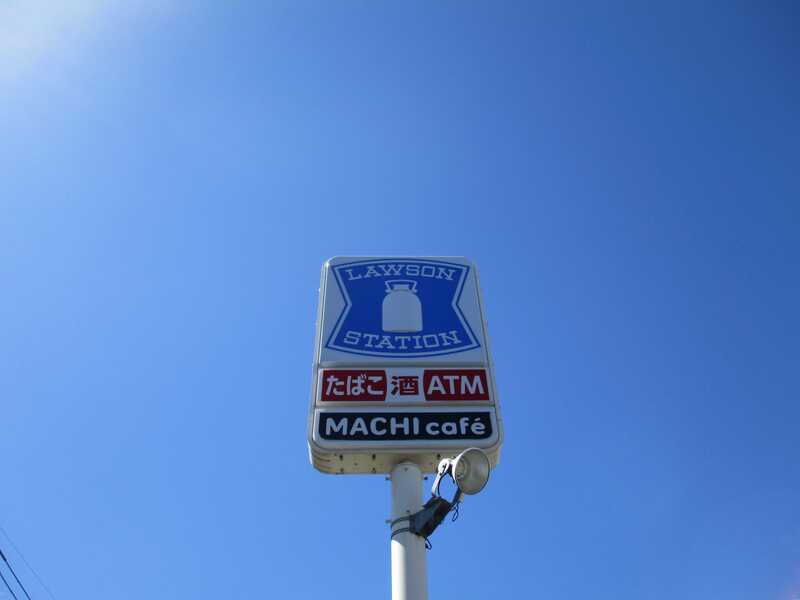 LAWSON
STATION
たばこ 酒 ATM
MACHI café